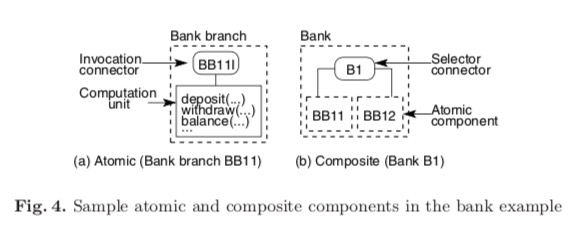 Bank branch
Invocation
connector
BB11I
Computation
unit
deposit(...)
withdraw(...)
balance(...)
...
(a) Atomic (Bank branch BB11)
Bank
B1
Selector
connector
BB11
BB12
Atomic
component
(b) Composite (Bank B1)
Fig. 4. Sample atomic and composite components in the bank example